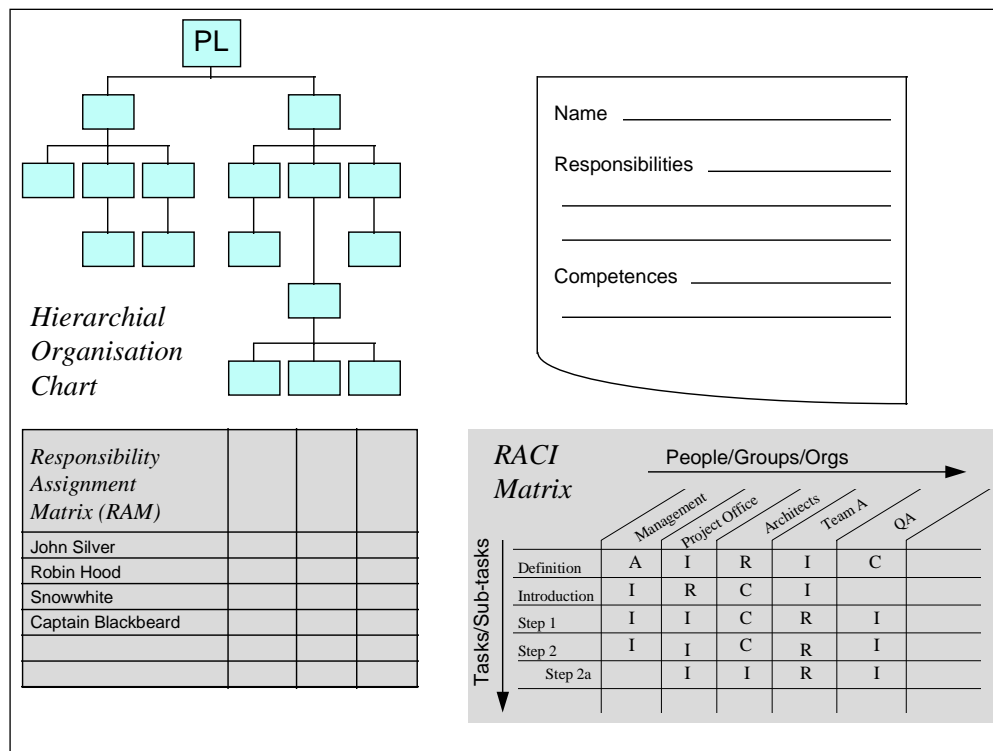 PL
Hierarchial
Organisation
Chart
Name
Responsibilities
Competences
Responsibility
Assignment
Matrix (RAM)
John Silver
Robin Hood
Snowwhite
Captain Blackbeard
RACI
Matrix
People/Groups/Orgs
Tasks/Sub-tasks
Management
Project Office
Architects
Team A
QA
Definition A I R I C
Introduction I R C I
Step 1 I I C R I
Step 2 I I C R I
Step 2a I I R I